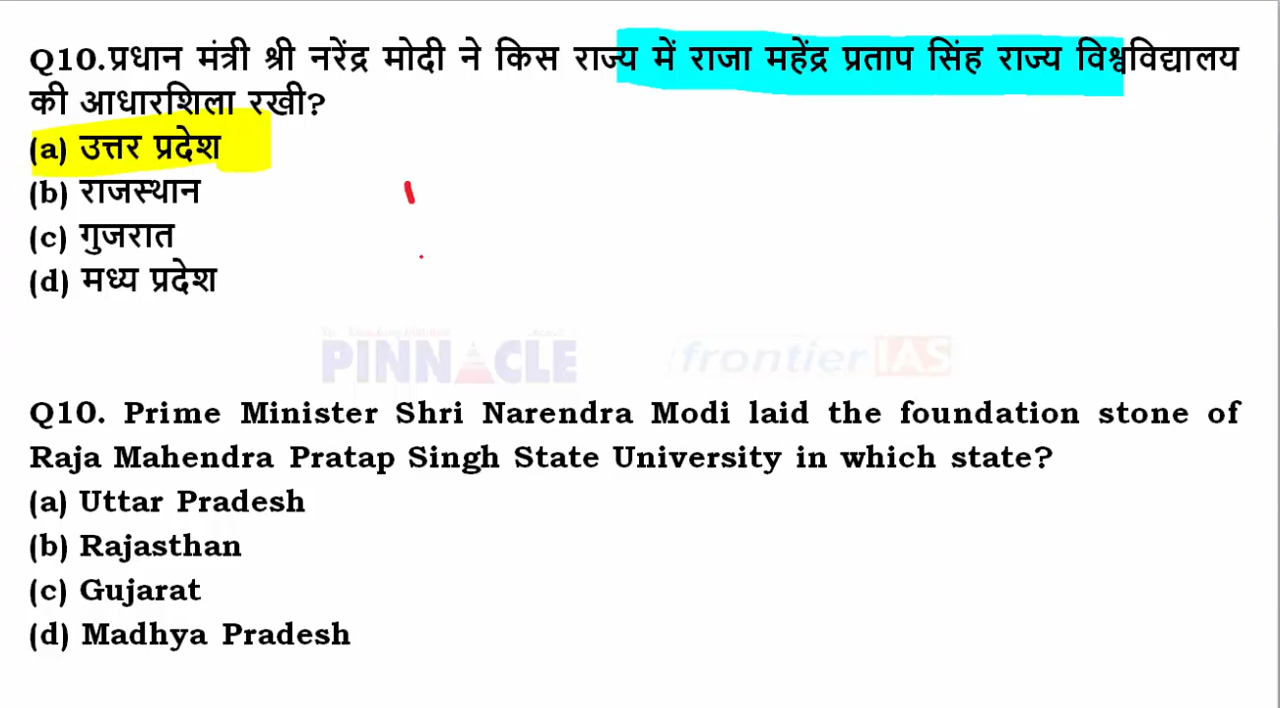 Q10.प्रधान मंत्री श्री नरेंद्र मोदी ने किस राज्य में राजा महेंद्र प्रताप सिंह राज्य विश्वविद्यालय
की आधारशिला रखी?
(a) उत्तर प्रदेश
(b) राजस्थान
(c) गुजरात
(d) मध्य प्रदेश
PINNACLE frontier IAS
Q10. Prime Minister Shri Narendra Modi laid the foundation stone of
Raja Mahendra Pratap Singh State University in which state?
(a) Uttar Pradesh
(b) Rajasthan
(c) Gujarat
(d) Madhya Pradesh